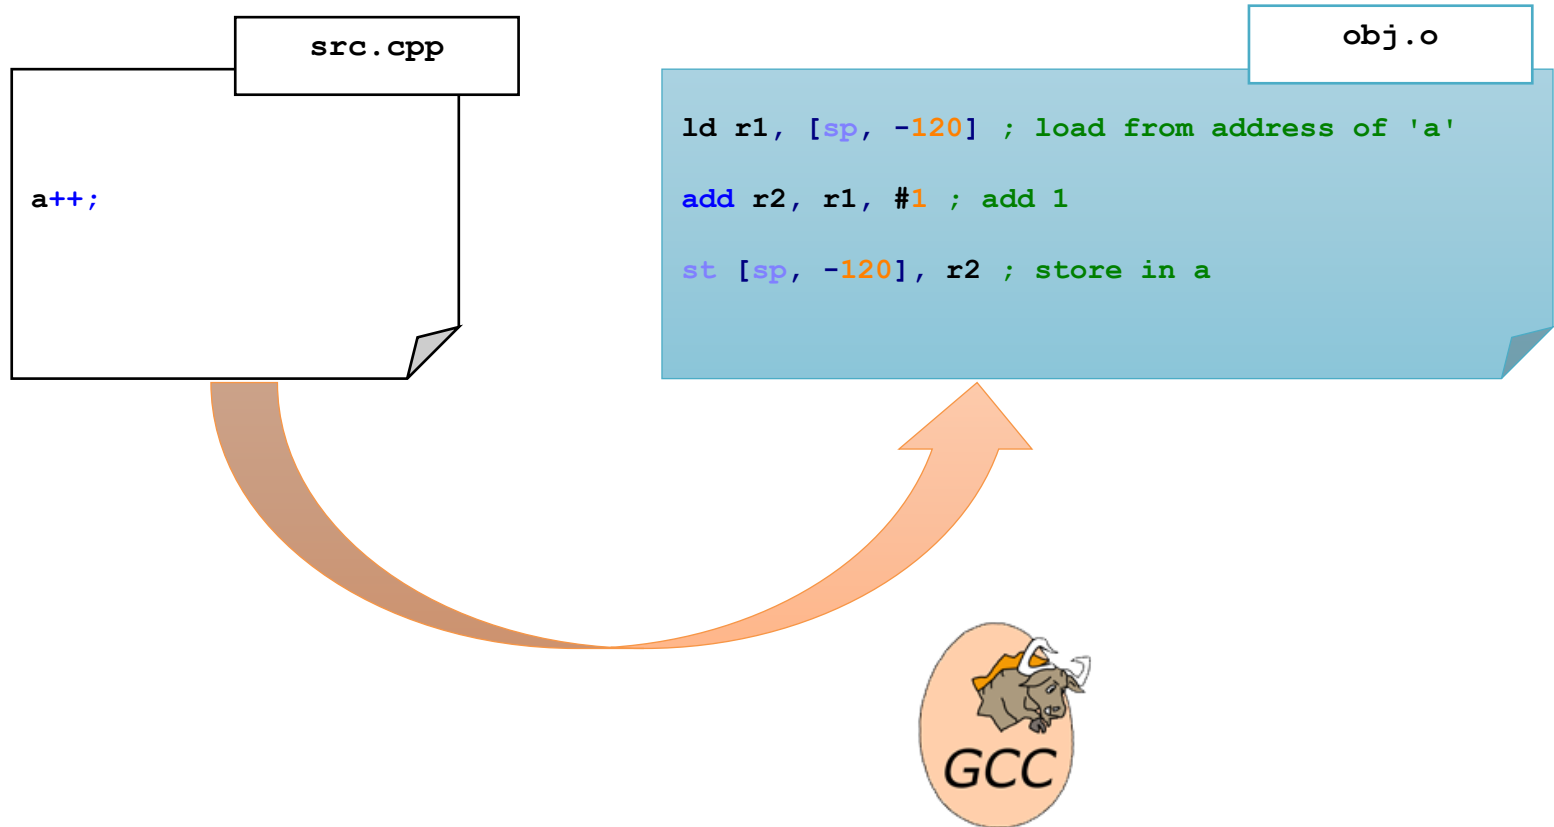 src.cpp
a++;
obj.o
ld r1, [sp, -120] ; load from address of 'a'
add r2, r1, #1 ; add 1
st [sp, -120], r2 ; store in a
GCC